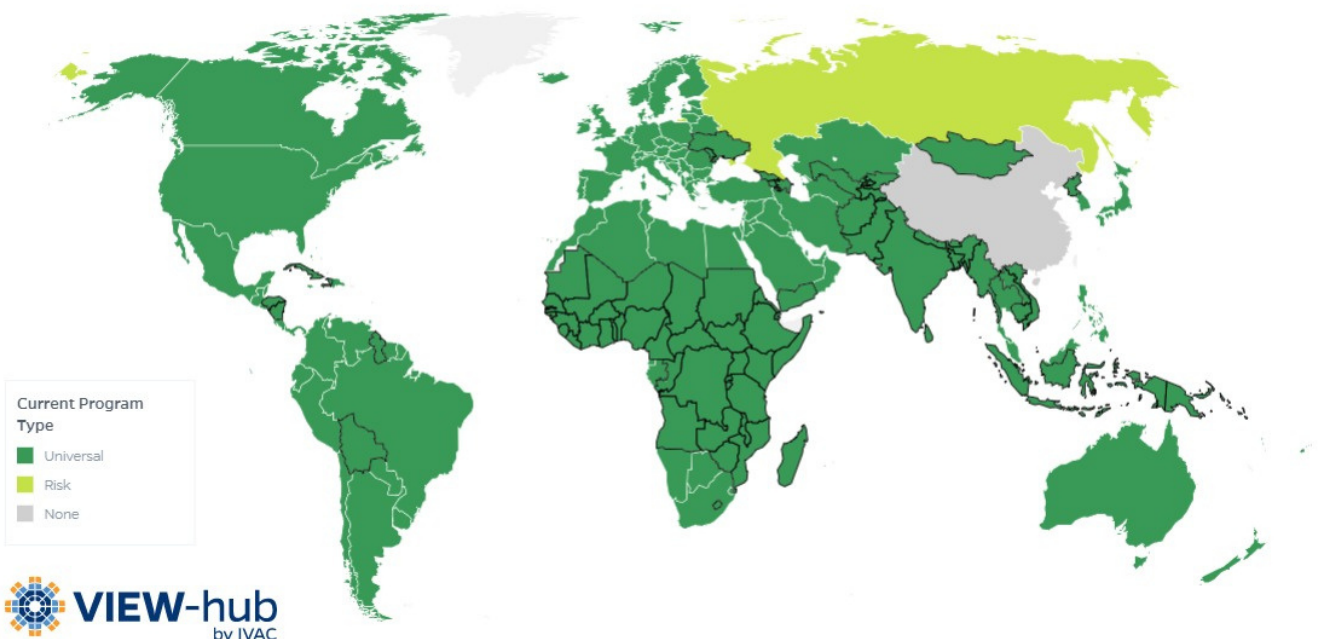 Current Program
Type
Universal
Risk
None
VIEW-hub
by IVAC